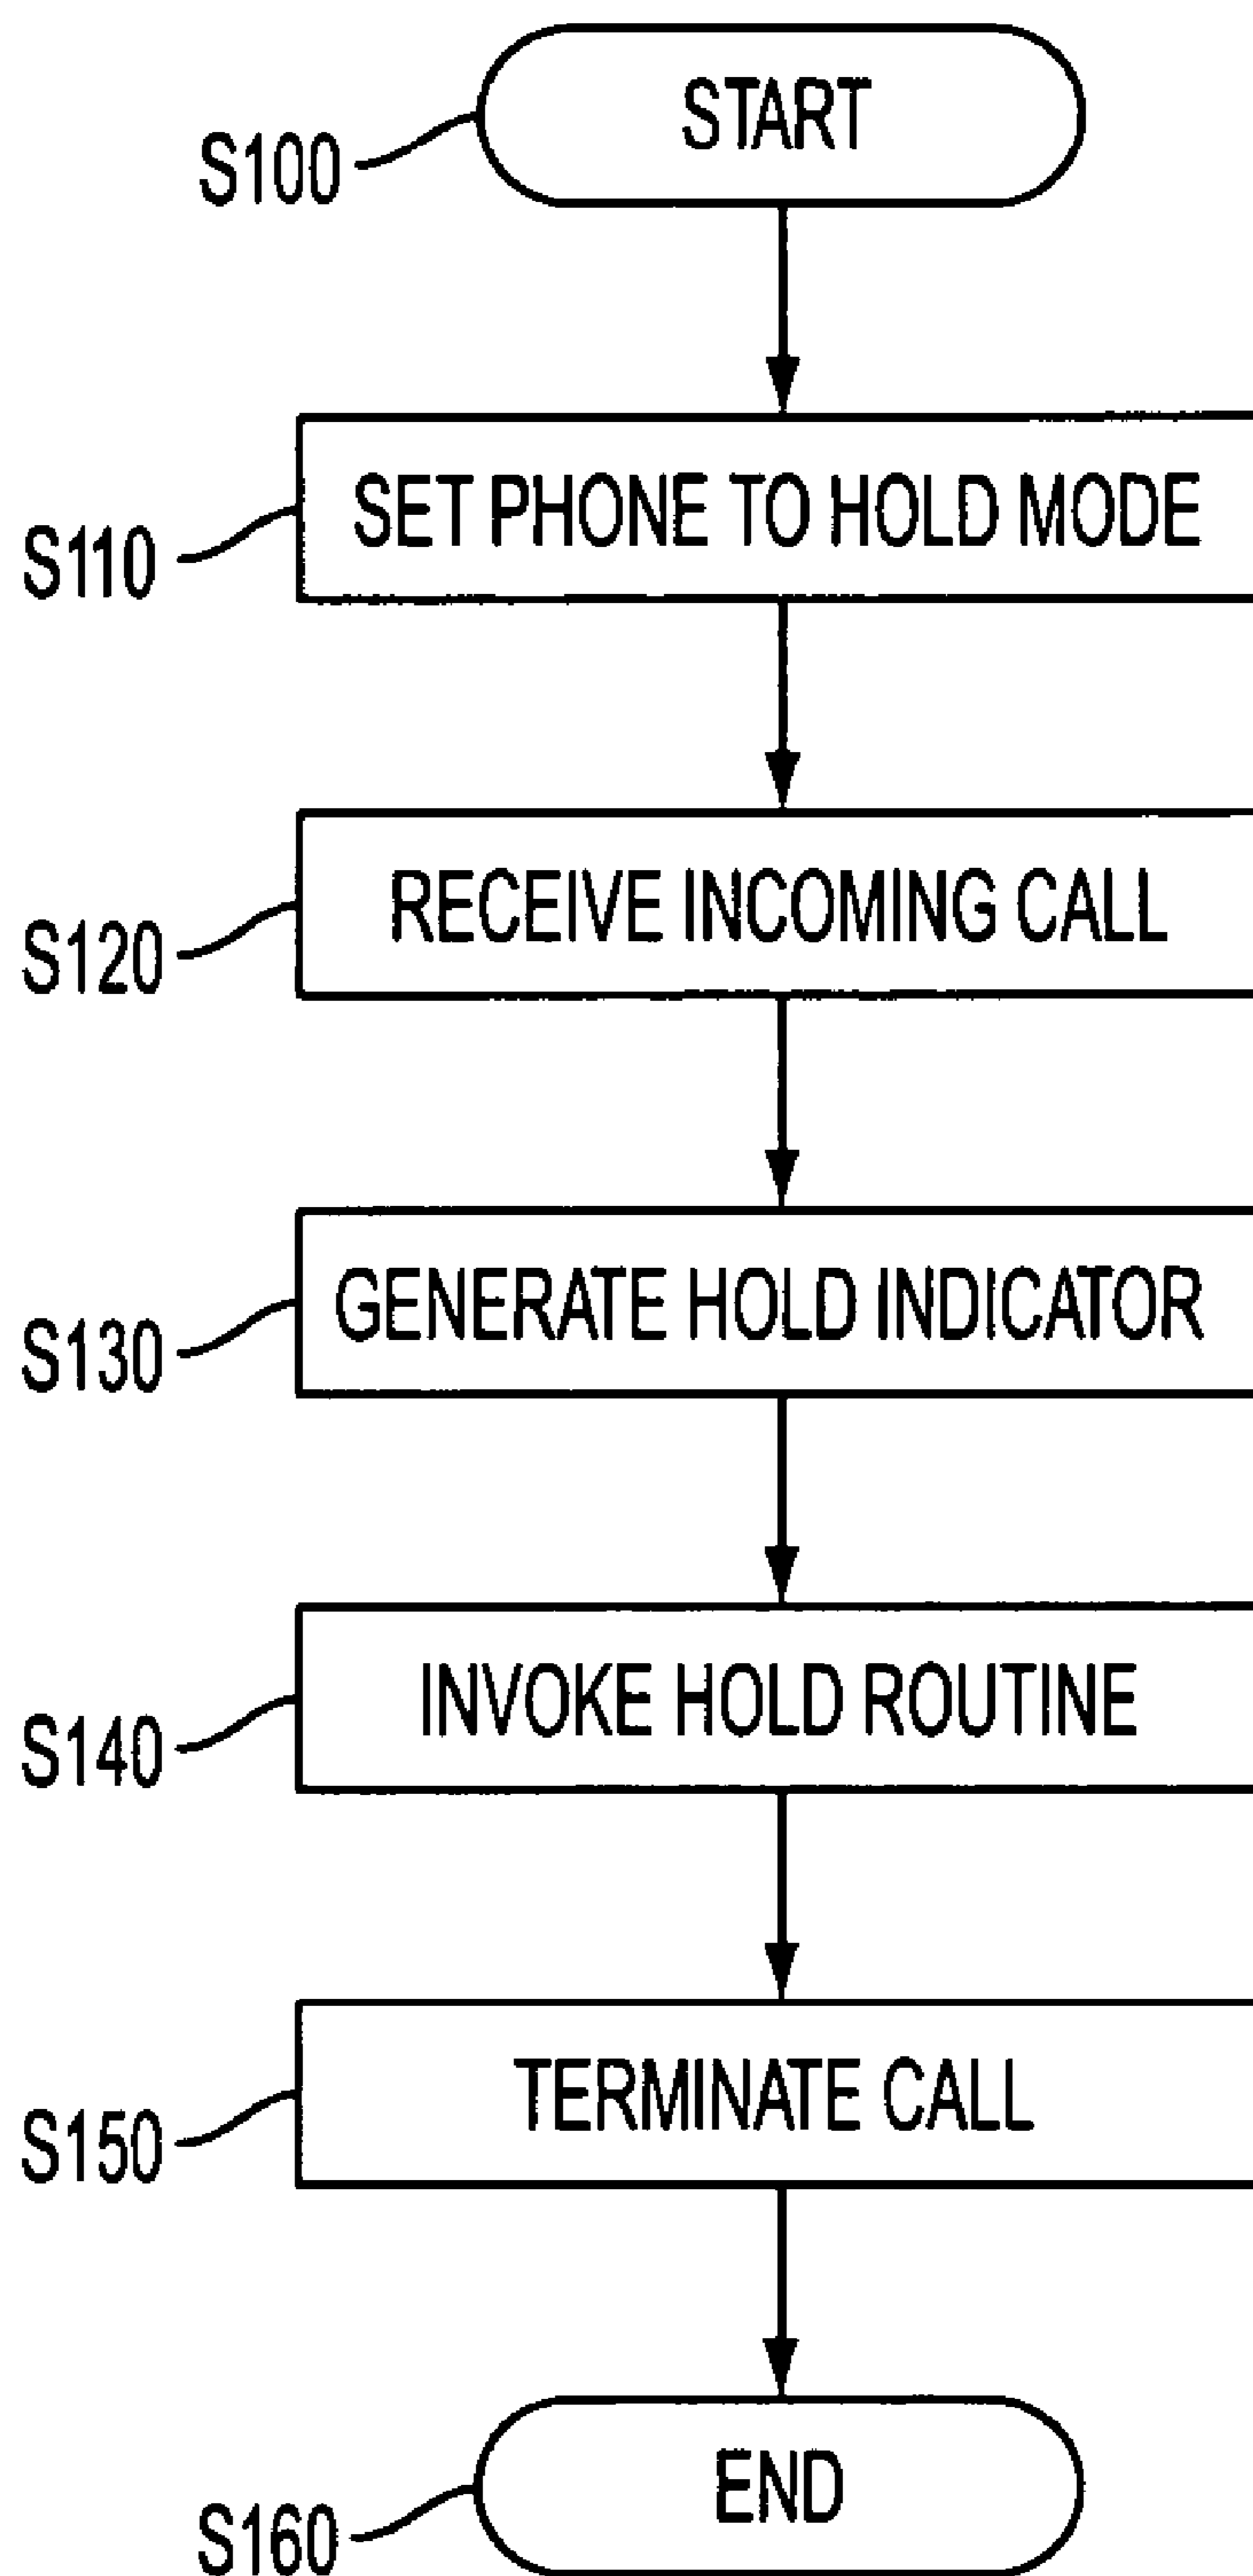 START
S100
SET PHONE TO HOLD MODE
S110
RECEIVE INCOMING CALL
S120
GENERATE HOLD INDICATOR
S130
INVOKE HOLD ROUTINE
S140
TERMINATE CALL
S150
END
S160